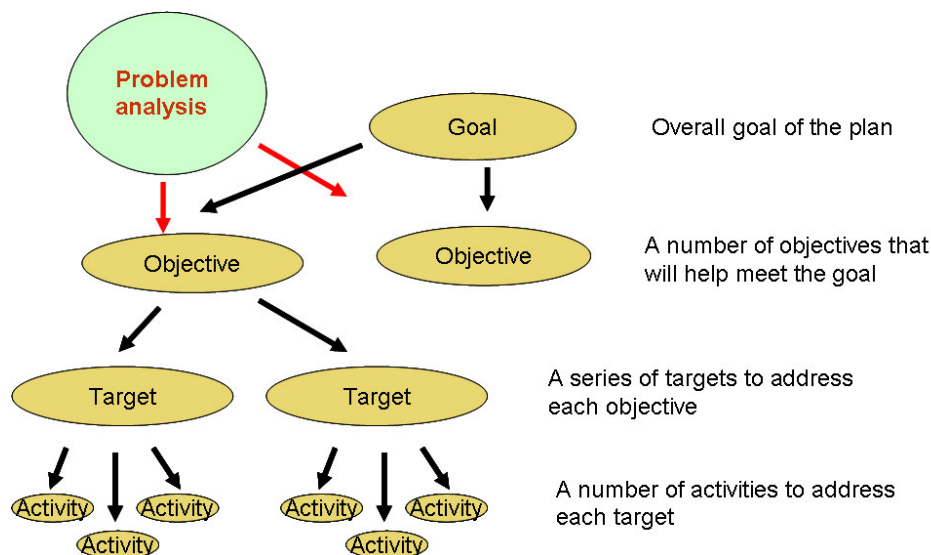 Problem
analysis
Goal
Overall goal of the plan
Objective
Objective
A number of objectives that
will help meet the goal
Target
Target
A series of targets to address
each objective
Activity
Activity
Activity
Activity
Activity
Activity
A number of activities to address
each target